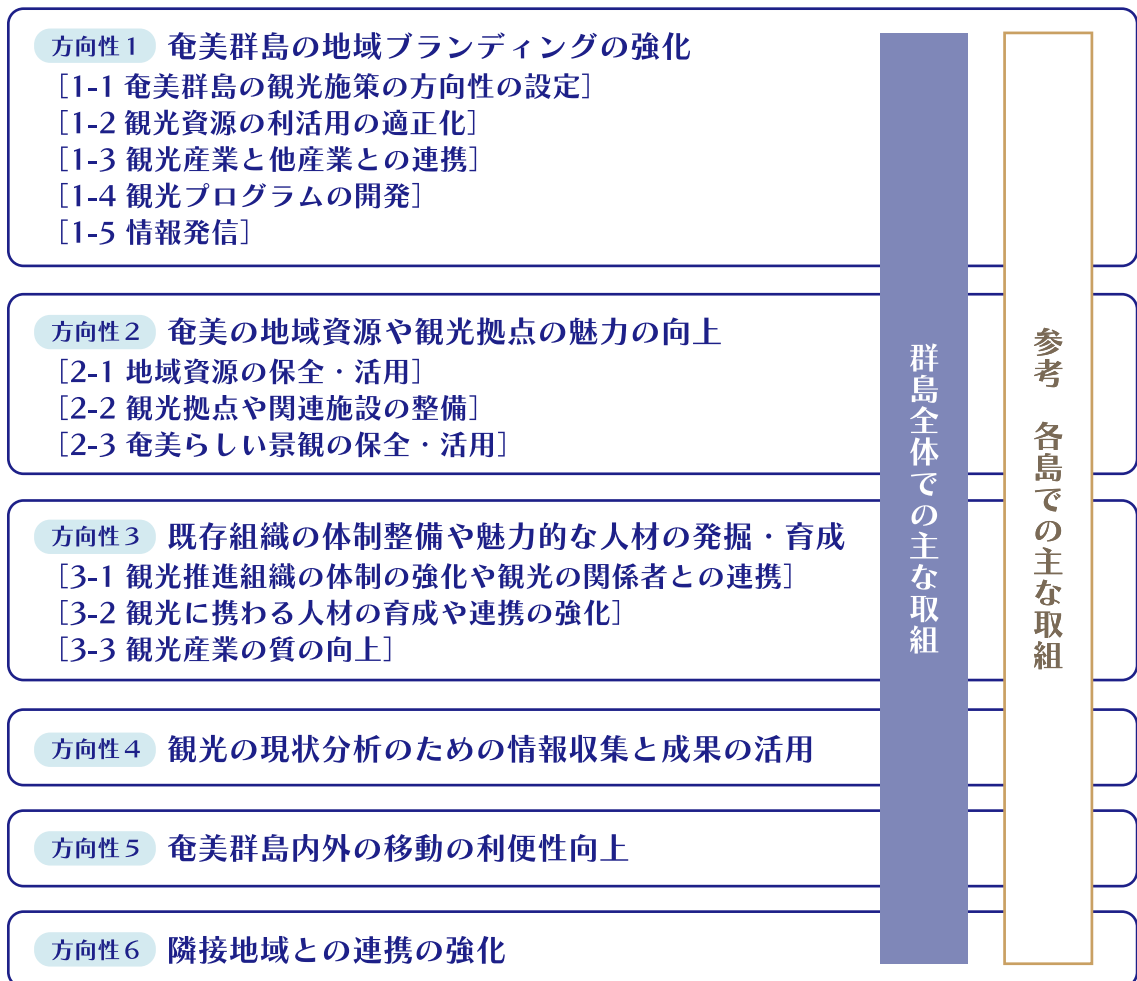 方向性1 奄美群島の地域ブランディングの強化
[1-1 奄美群島の観光施策の方向性の設定]
[1-2 観光資源の利活用の適正化]
[1-3 観光産業と他産業との連携]
[1-4 観光プログラムの開発]
[1-5 情報発信]
方向性2 奄美の地域資源や観光拠点の魅力の向上
[2-1 地域資源の保全・活用]
[2-2 観光拠点や関連施設の整備]
[2-3 奄美らしい景観の保全・活用]
方向性3 既存組織の体制整備や魅力的な人材の発掘・育成
[3-1 観光推進組織の体制の強化や観光の関係者との連携]
[3-2 観光に携わる人材の育成や連携の強化]
[3-3 観光産業の質の向上]
方向性4 観光の現状分析のための情報収集と成果の活用
方向性5 奄美群島内外の移動の利便性向上
方向性6 隣接地域との連携の強化
群島全体での主な取組
参考 各島での主な取組